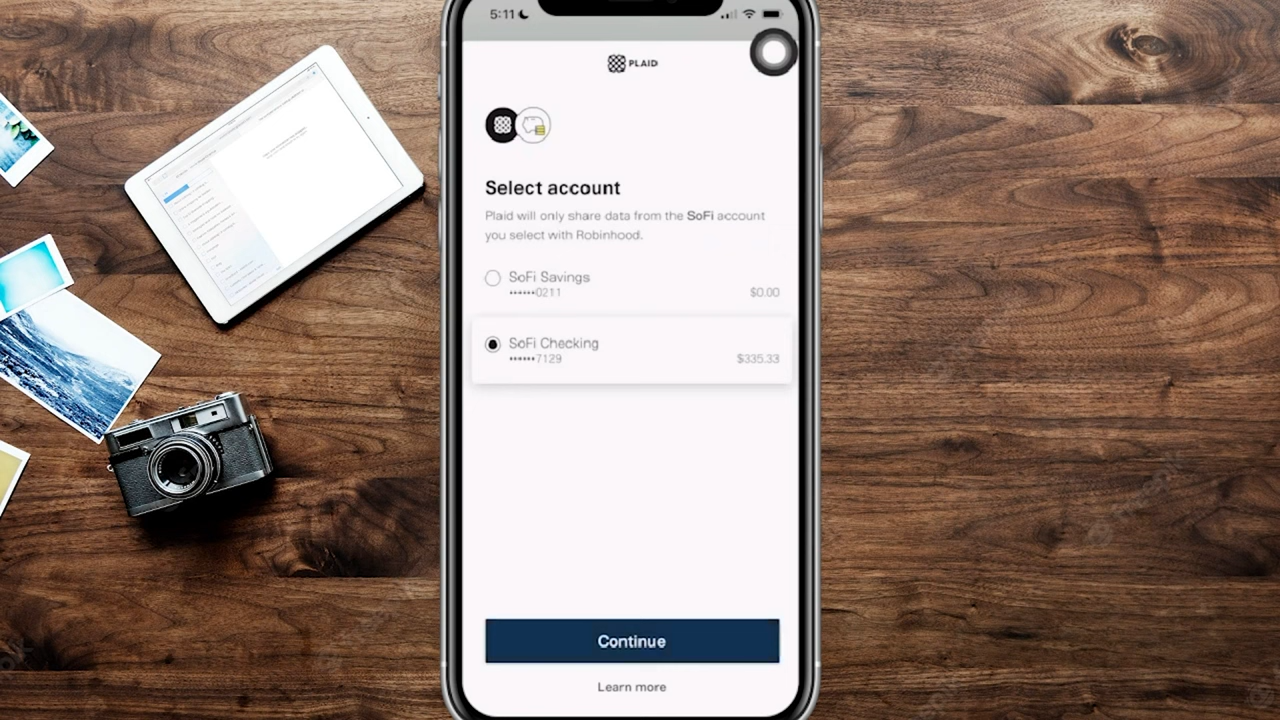 5:11
PLAID
Select account
Plaid will only share data from the SoFi account
you select with Robinhood.
SoFi Savings
••••••0211 $0.00
SoFi Checking
••••••7129 $335.33
Continue
Learn more